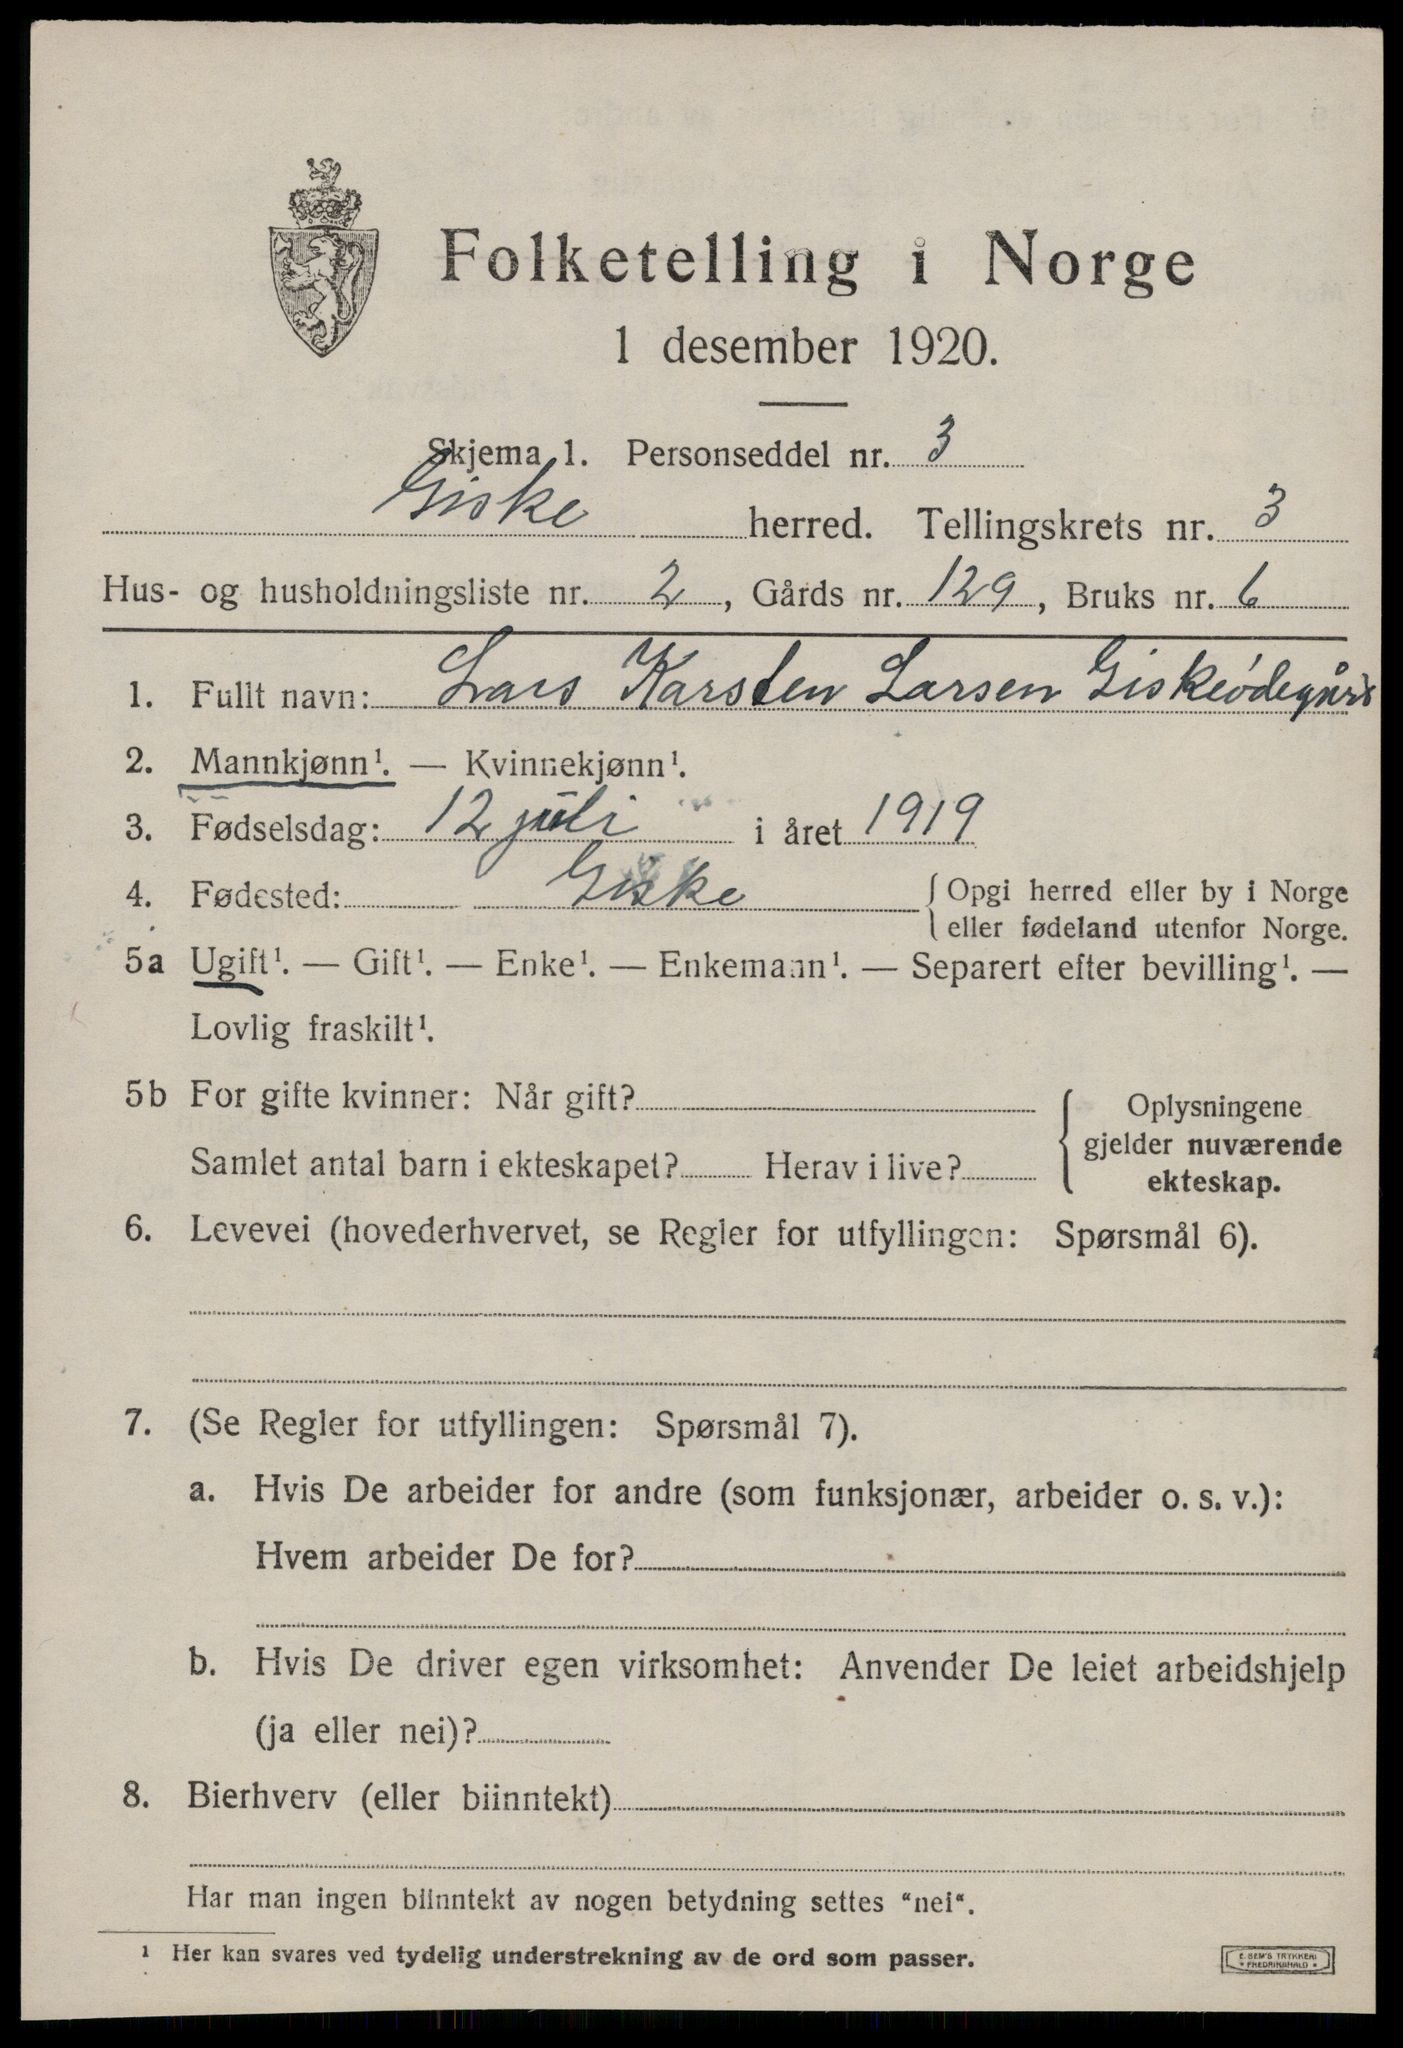 Folketelling i Norge
1 desember 1920.
Skjema 1. Personseddel nr. 3
Giske herred. Tellingskrets nr. 3
Hus- og husholdningsliste nr. 2, Gårds nr. 129, Bruks nr. 6
1. Fullt navn: Lars Karsten Larsen
2. Mannkjønn¹. — Kvinnekjønn¹.
3. Fødselsdag: 12 juli i året 1919
4. Fødested: Giske { Opgi herred eller by i Norge
eller fødeland utenfor Norge.
5a Ugift¹. — Gift¹. — Enke¹. — Enkemann¹. — Separert efter bevilling¹. —
Lovlig fraskilt¹.
5b For gifte kvinner: Når gift?
Samlet antal barn i ekteskapet? Herav i live?
Oplysningene
gjelder nuværende
ekteskap.
6. Levevei (hovederhvervet, se Regler for utfyllingen: Spørsmål 6).
7. (Se Regler for utfyllingen: Spørsmål 7).
a. Hvis De arbeider for andre (som funksjonær, arbeider o. s. v.):
Hvem arbeider De for?
b. Hvis De driver egen virksomhet: Anvender De leiet arbeidshjelp
(ja eller nei)?
8. Bierhverv (eller biinntekt)
Har man ingen biinntekt av nogen betydning settes "nei".
¹ Her kan svares ved tydelig understrekning av de ord som passer.
E. SEM'S TRYKKERI
FREDRIKSHALD